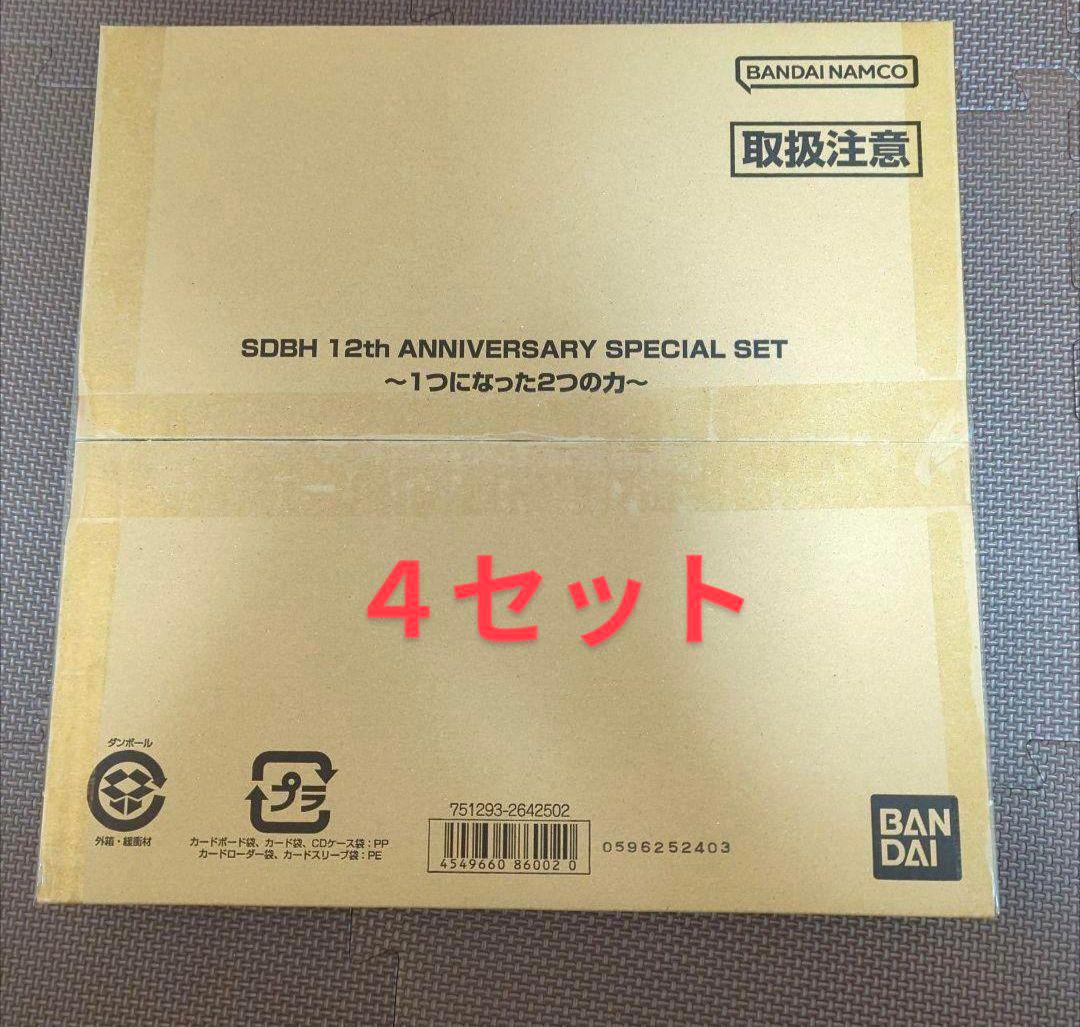 BANDAI NAMCO
取扱注意
SDBH 12th ANNIVERSARY SPECIAL SET
～1つになった2つの力～
4セット
ダンボール
外箱・緩衝材
プラ
カードボード袋、カード袋、CDケース袋：PP
カードローダー袋、カードスリーブ袋：PE
751293-2642502
4549660 86002 0
0596252403
BAN
DAI